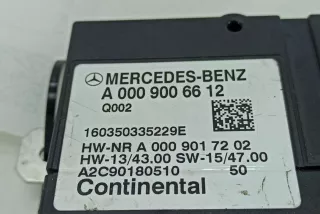 MERCEDES-BENZ
A 000 900 66 12
Q002
160350335229E
HW-NR A 000 901 72 02
HW-13/43.00 SW-15/47.00
A2C90180510 50
Continental